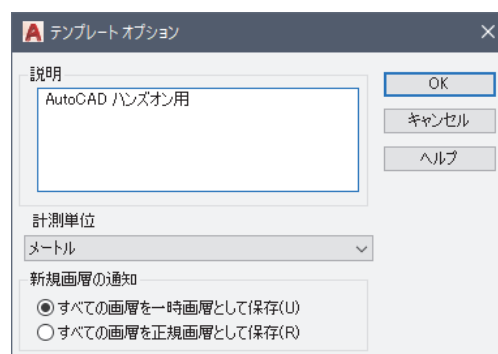 テンプレート オプション
説明
AutoCAD ハンズオン用
OK
キャンセル
ヘルプ
計測単位
メートル
新規画層の通知
すべての画層を一時画層として保存(U)
すべての画層を正規画層として保存(R)